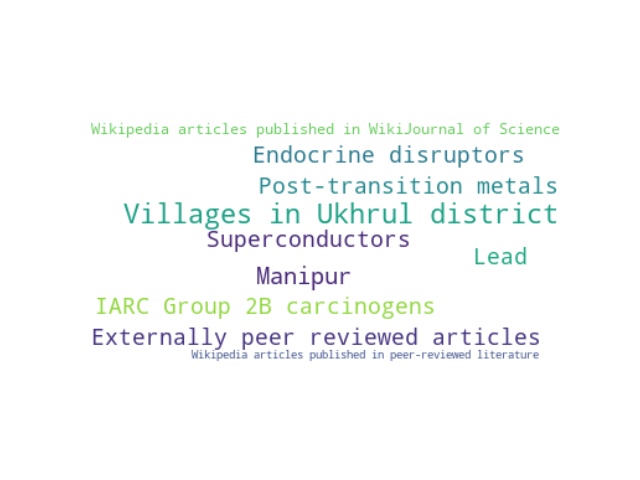 Wikipedia articles published in WikiJournal of Science
Endocrine disruptors
Post-transition metals
Villages in Ukhrul district
Superconductors
Lead
Manipur
IARC Group 2B carcinogens
Externally peer reviewed articles
Wikipedia articles published in peer-reviewed literature